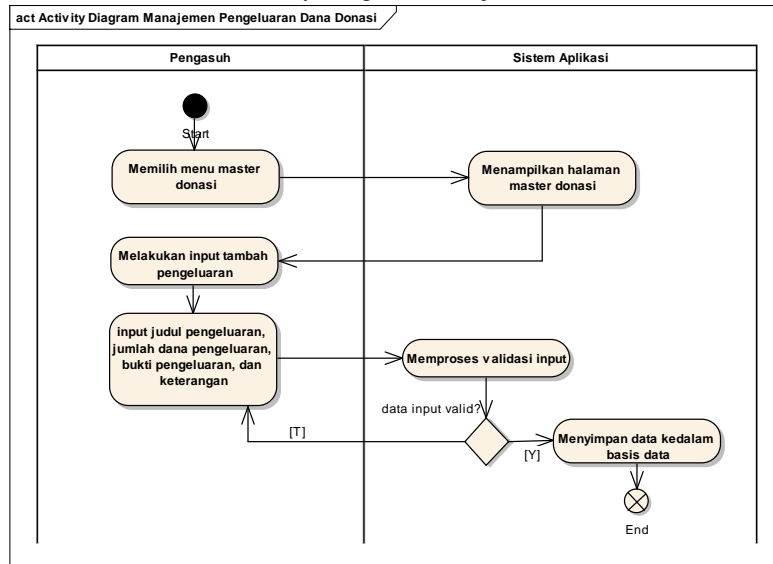 act Activity Diagram Manajemen Pengeluaran Dana Donasi
Pengasuh
Sistem Aplikasi
Start
Memilih menu master
donasi
Menampilkan halaman
master donasi
Melakukan input tambah
pengeluaran
input judul pengeluaran,
jumlah dana pengeluaran,
bukti pengeluaran, dan
keterangan
Memproses validasi input
data input valid?
[T]
[Y]
Menyimpan data kedalam
basis data
End